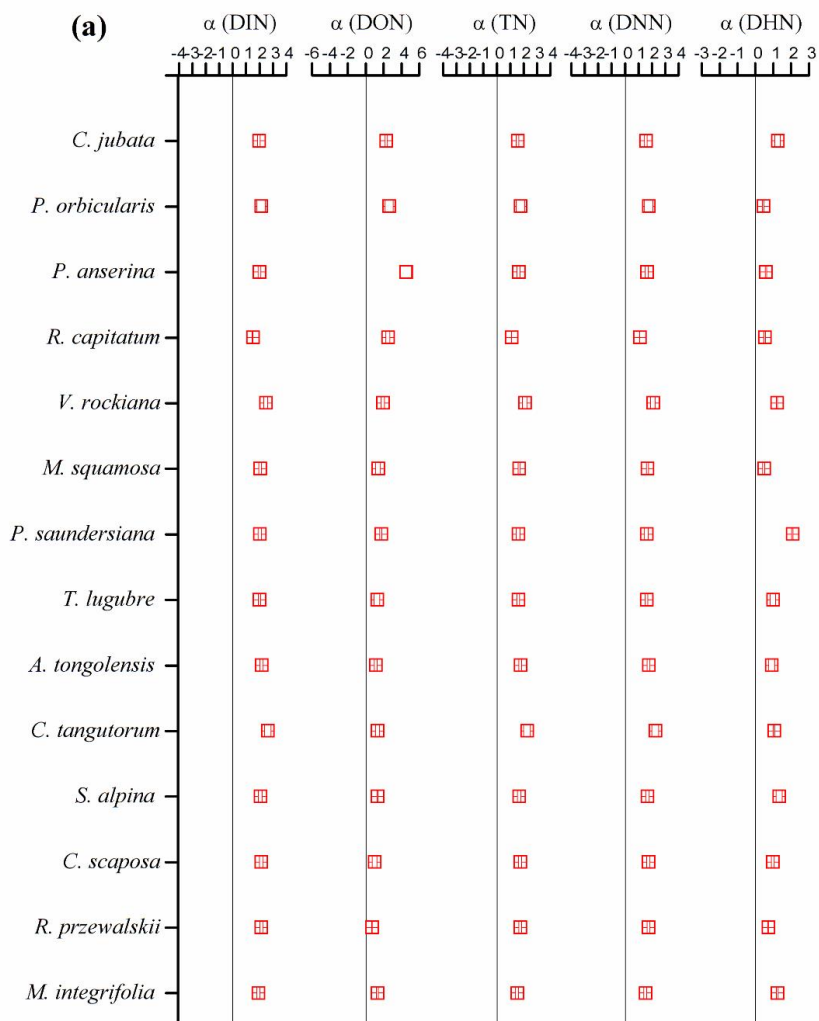 (a) α (DIN) α (DON) α (TN) α (DNN) α (DHN)
-4 -3 -2 -1 0 1 2 3 4 -6 -4 -2 0 2 4 6 -4 -3 -2 -1 0 1 2 3 4 -4 -3 -2 -1 0 1 2 3 4 -3 -2 -1 0 1 2 3
C. jubata
P. orbicularis
P. anserina
R. capitatum
V. rockiana
M. squamosa
P. saundersiana
T. lugubre
A. tongolensis
C. tangutorum
S. alpina
C. scaposa
R. przewalskii
M. integrifolia